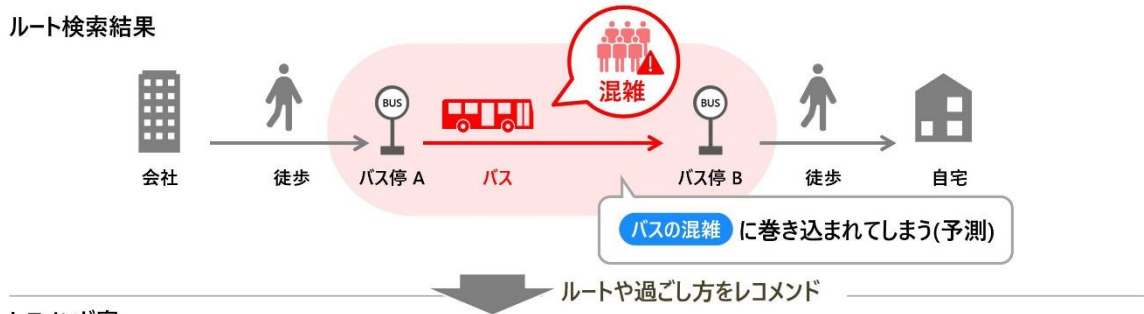 ルート検索結果
混雑
BUS
BUS
会社
徒歩
バス停 A
バス
バス停 B
徒歩
自宅
バスの混雑 に巻き込まれてしまう(予測)
ルートや過ごし方をレコメンド